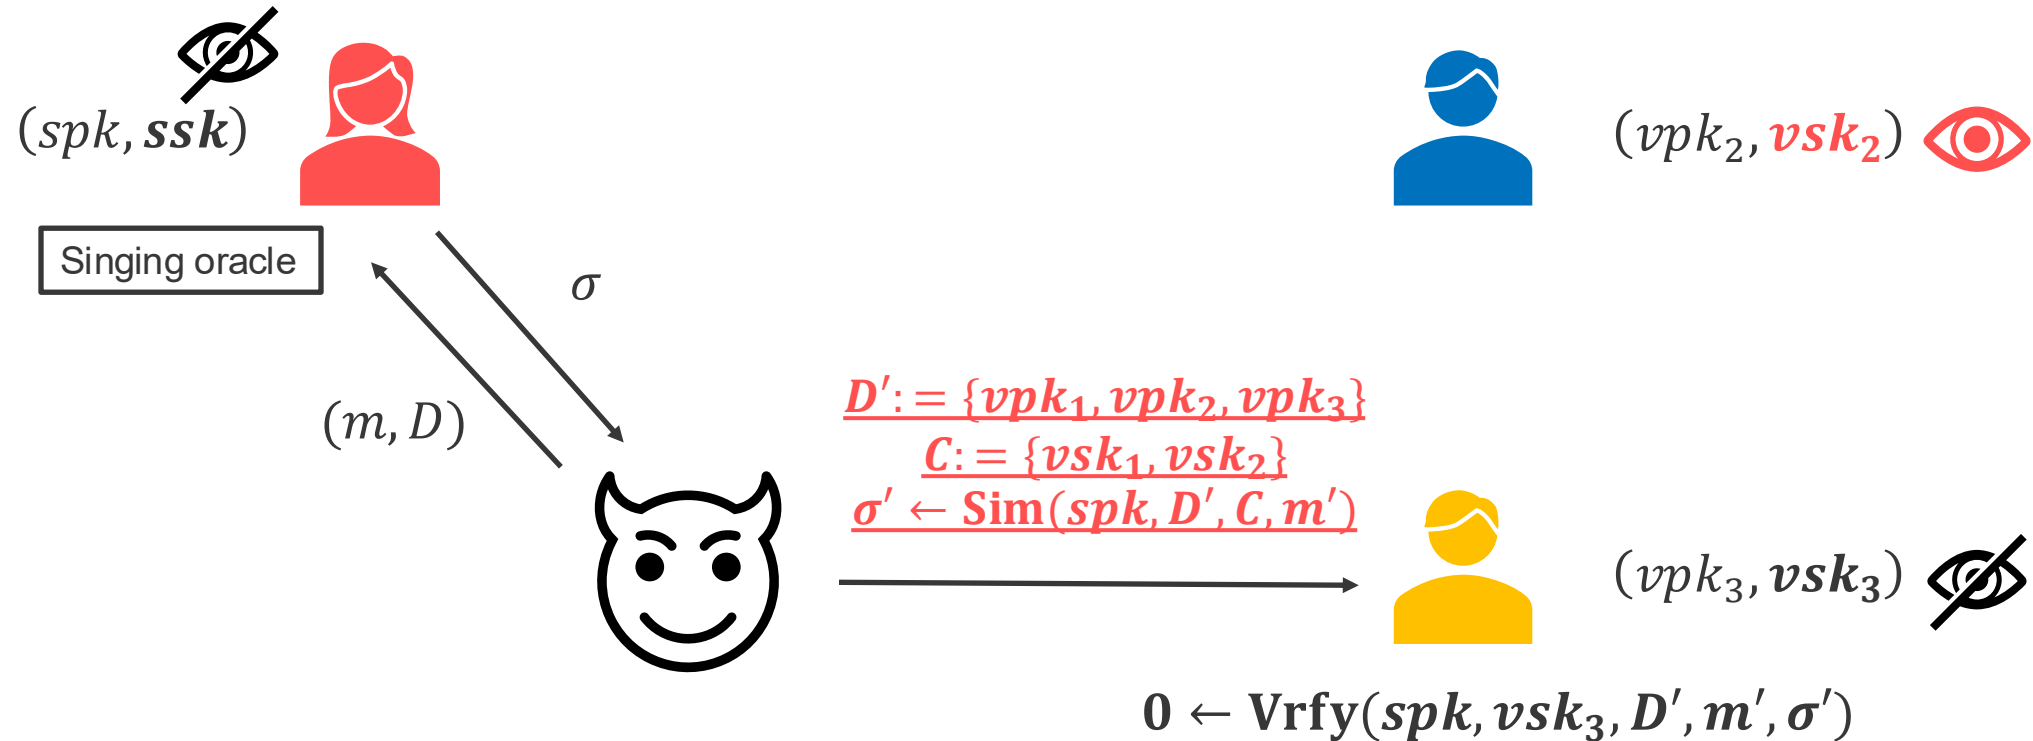 (spk, ssk)
(vpk₂, vsk₂)
Singing oracle
σ
(m, D)
D′: = {vpk₁, vpk₂, vpk₃}
C: = {vsk₁, vsk₂}
σ′ ← Sim(spk, D′, C, m′)
(vpk₃, vsk₃)
0 ← Vrfy(spk, vsk₃, D′, m′, σ′)